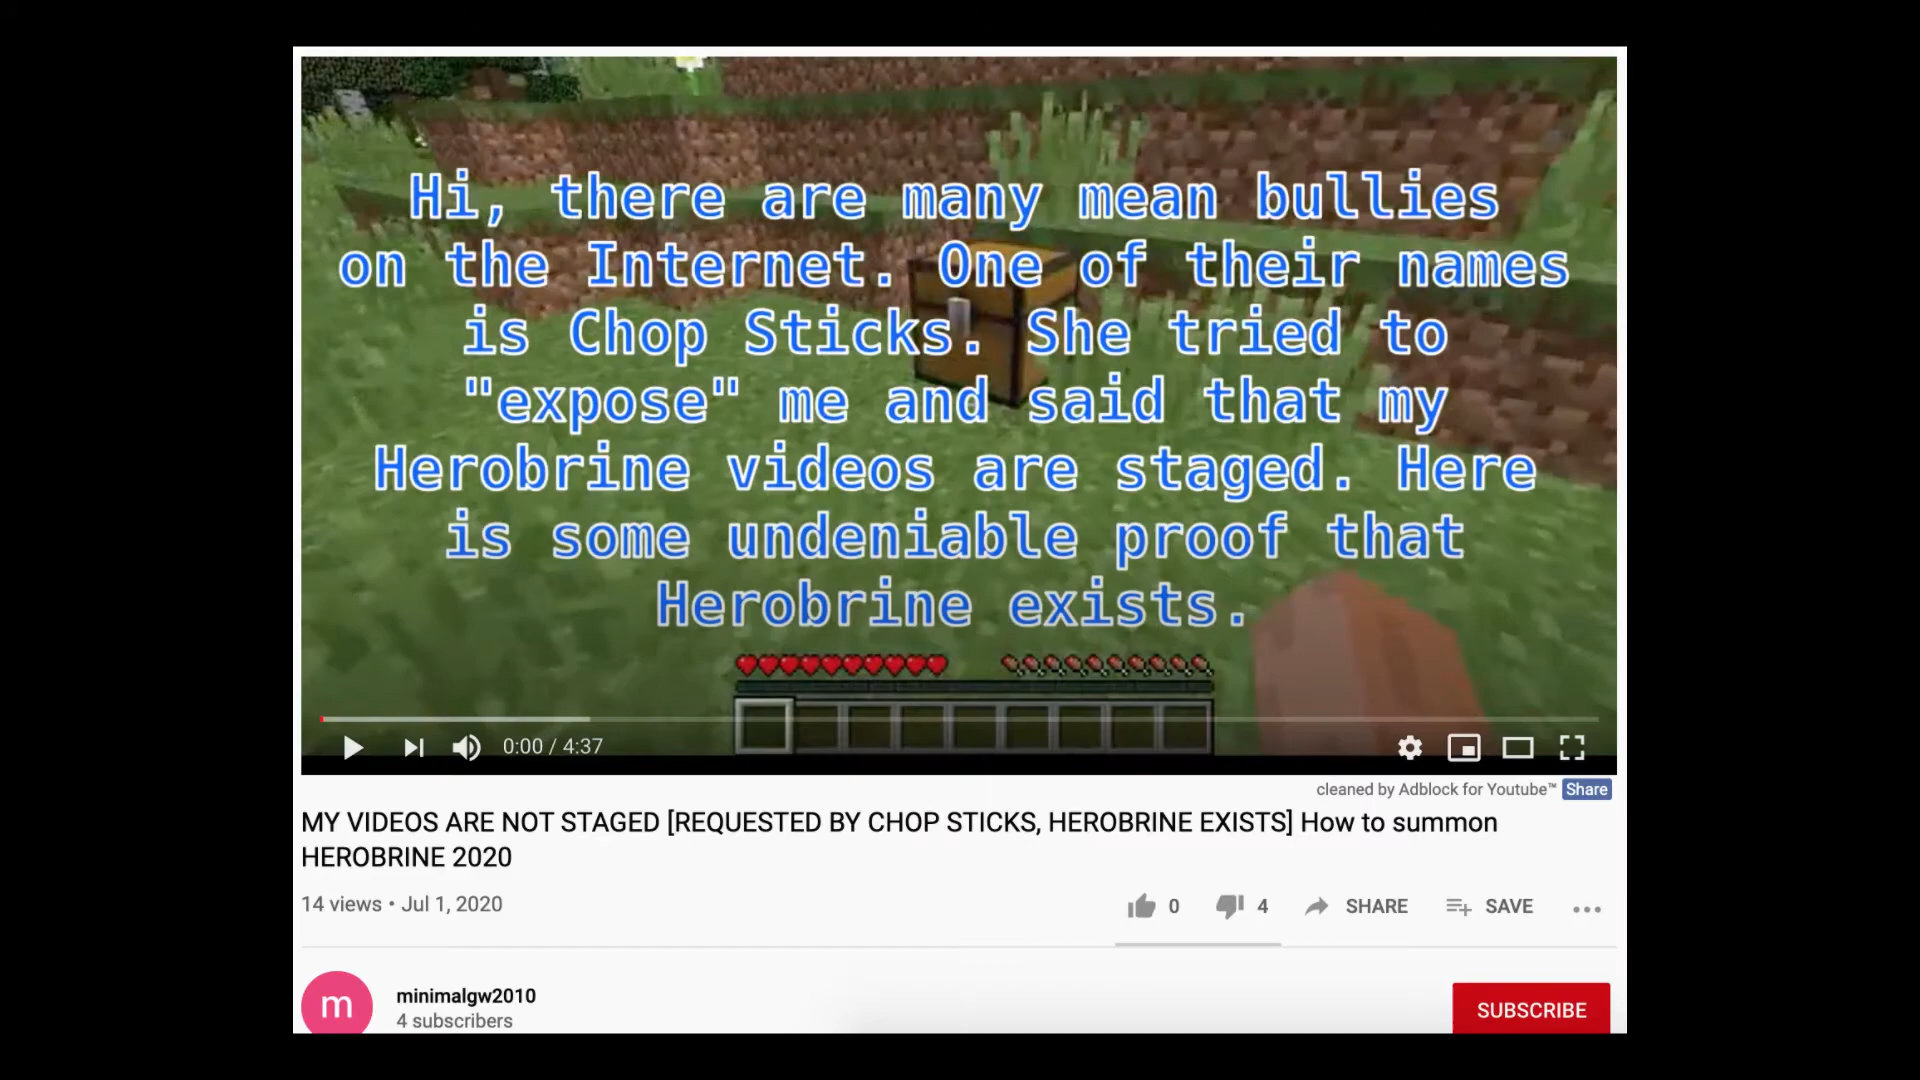 Hi, there are many mean bullies
on the Internet. One of their names
is Chop Sticks. She tried to
"expose" me and said that my
Herobrine videos are staged. Here
is some undeniable proof that
Herobrine exists.
0:00 / 4:37
cleaned by Adblock for Youtube™ Share
MY VIDEOS ARE NOT STAGED [REQUESTED BY CHOP STICKS, HEROBRINE EXISTS] How to summon
HEROBRINE 2020
14 views • Jul 1, 2020 0 4 SHARE SAVE
m minimalgw2010
4 subscribers
SUBSCRIBE